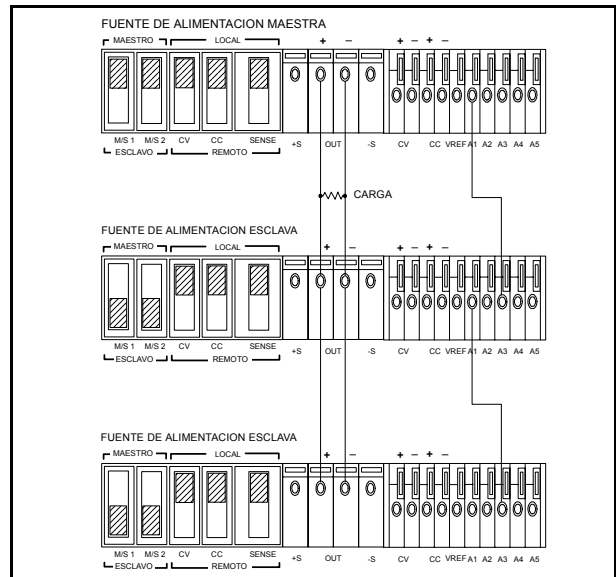 FUENTE DE ALIMENTACION MAESTRA
MAESTRO LOCAL + – + – + –
M/S 1 M/S 2 CV CC SENSE +S OUT -S CV CC VREF A1 A2 A3 A4 A5
ESCLAVO REMOTO
CARGA
FUENTE DE ALIMENTACION ESCLAVA
MAESTRO LOCAL + – + – + –
M/S 1 M/S 2 CV CC SENSE +S OUT -S CV CC VREF A1 A2 A3 A4 A5
ESCLAVO REMOTO
FUENTE DE ALIMENTACION ESCLAVA
MAESTRO LOCAL + – + – + –
M/S 1 M/S 2 CV CC SENSE +S OUT -S CV CC VREF A1 A2 A3 A4 A5
ESCLAVO REMOTO